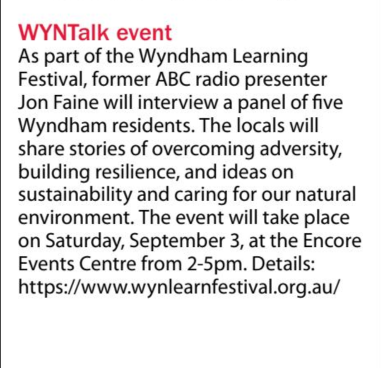 WYNTalk event
As part of the Wyndham Learning
Festival, former ABC radio presenter
Jon Faine will interview a panel of five
Wyndham residents. The locals will
share stories of overcoming adversity,
building resilience, and ideas on
sustainability and caring for our natural
environment. The event will take place
on Saturday, September 3, at the Encore
Events Centre from 2-5pm. Details:
https://www.wynlearnfestival.org.au/